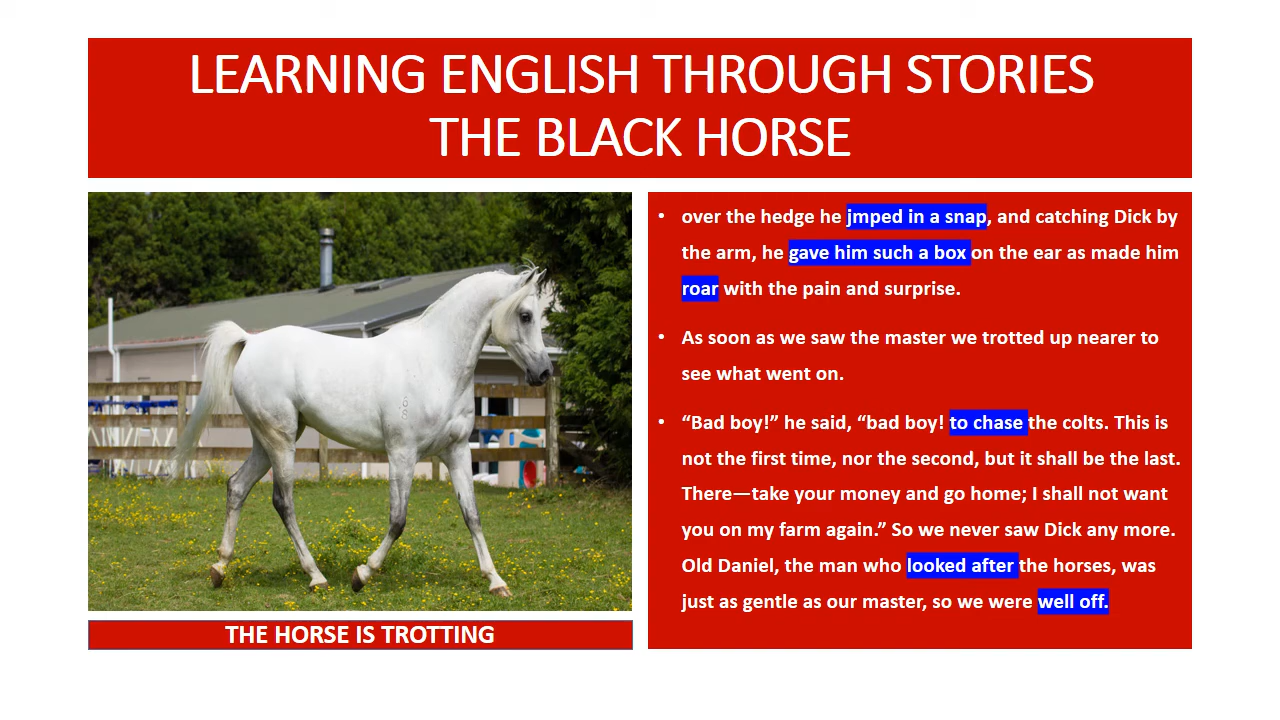 LEARNING ENGLISH THROUGH STORIES
THE BLACK HORSE
• over the hedge he jmped in a snap, and catching Dick by
the arm, he gave him such a box on the ear as made him
roar with the pain and surprise.
• As soon as we saw the master we trotted up nearer to
see what went on.
• “Bad boy!” he said, “bad boy! to chase the colts. This is
not the first time, nor the second, but it shall be the last.
There—take your money and go home; I shall not want
you on my farm again.” So we never saw Dick any more.
Old Daniel, the man who looked after the horses, was
just as gentle as our master, so we were well off.
THE HORSE IS TROTTING